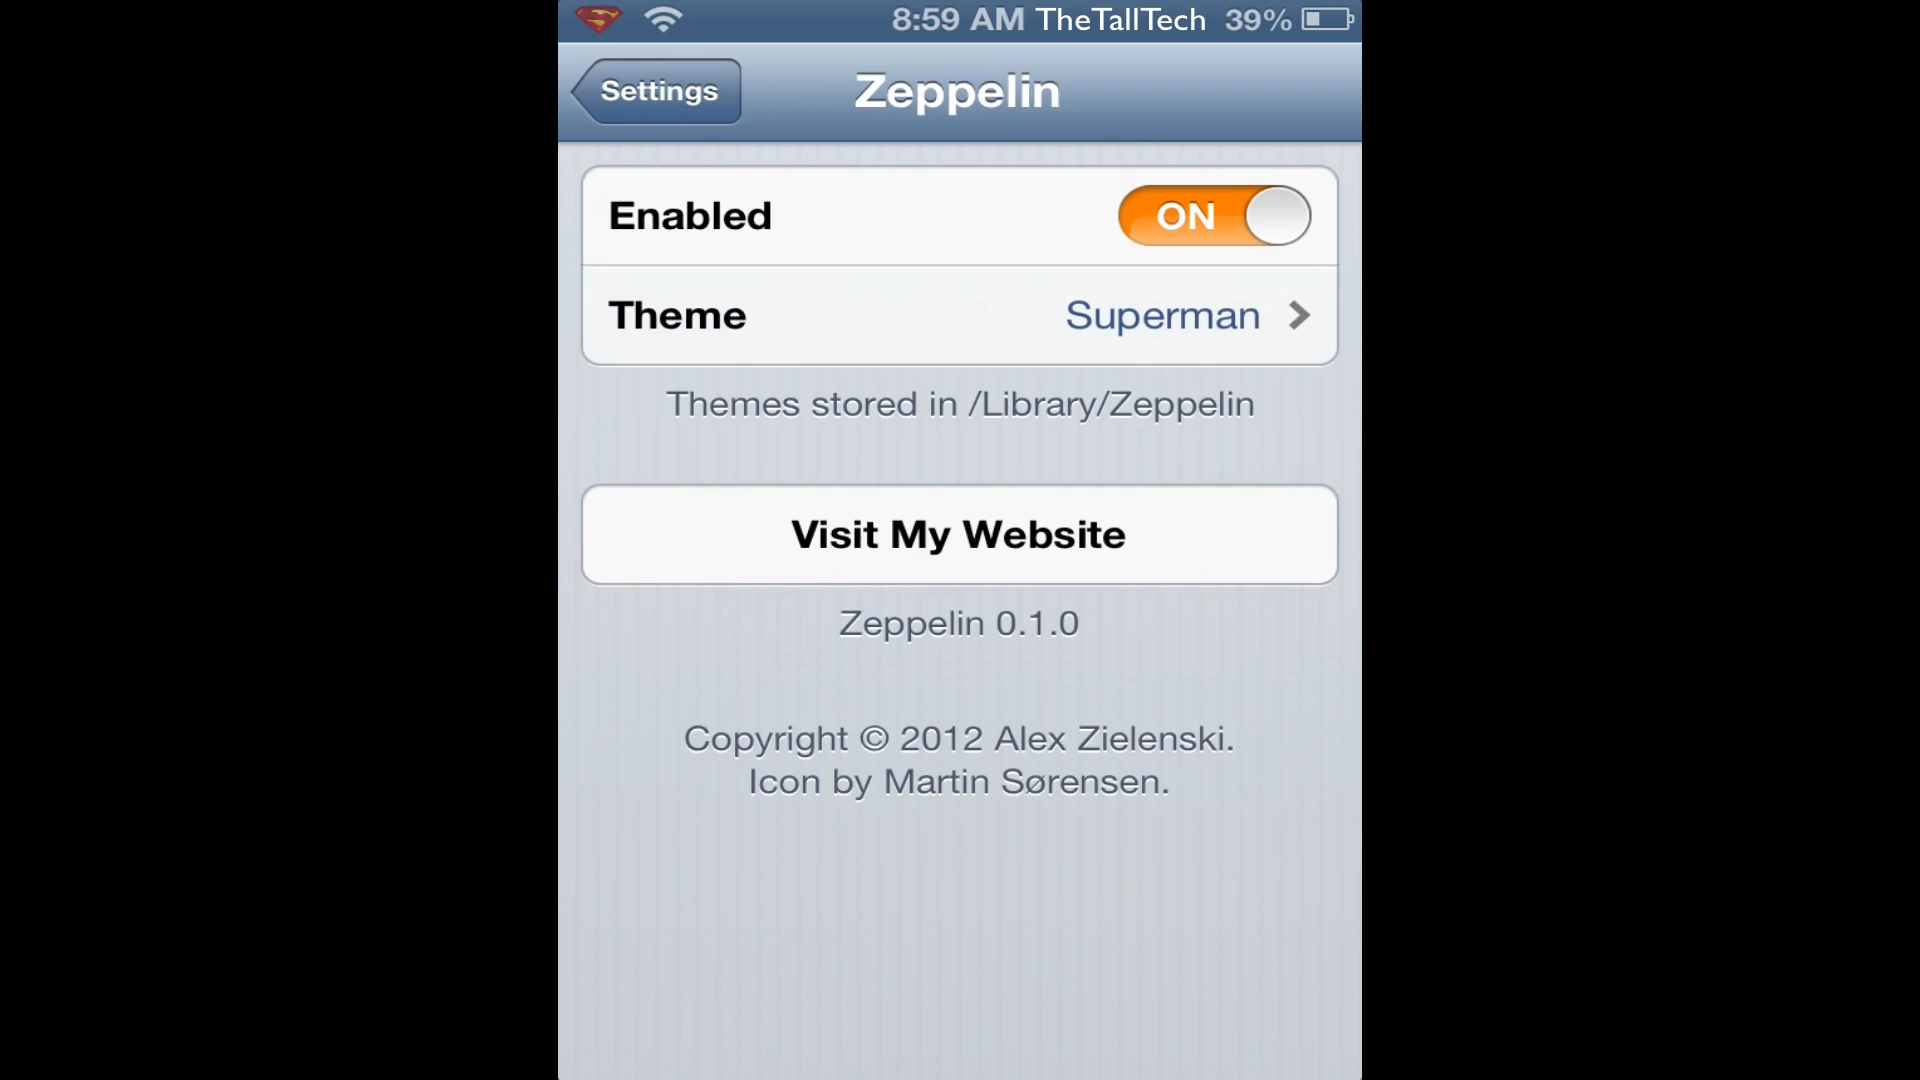 8:59 AM TheTallTech 39%
Settings
Zeppelin
Enabled
ON
Theme
Superman
Themes stored in /Library/Zeppelin
Visit My Website
Zeppelin 0.1.0
Copyright © 2012 Alex Zielenski.
Icon by Martin Sørensen.